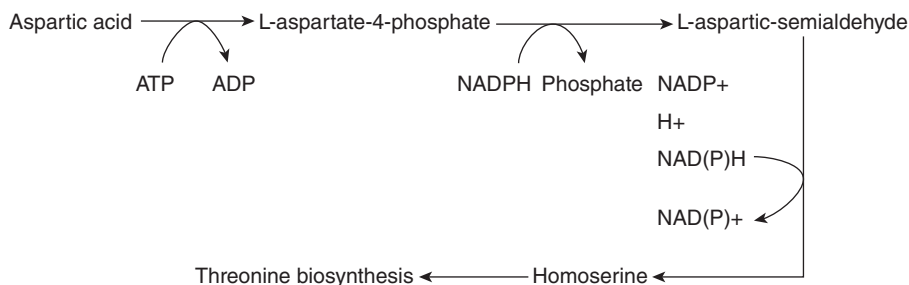 Aspartic acid L-aspartate-4-phosphate L-aspartic-semialdehyde
ATP ADP NADPH Phosphate NADP+
H+
NAD(P)H
NAD(P)+
Threonine biosynthesis Homoserine